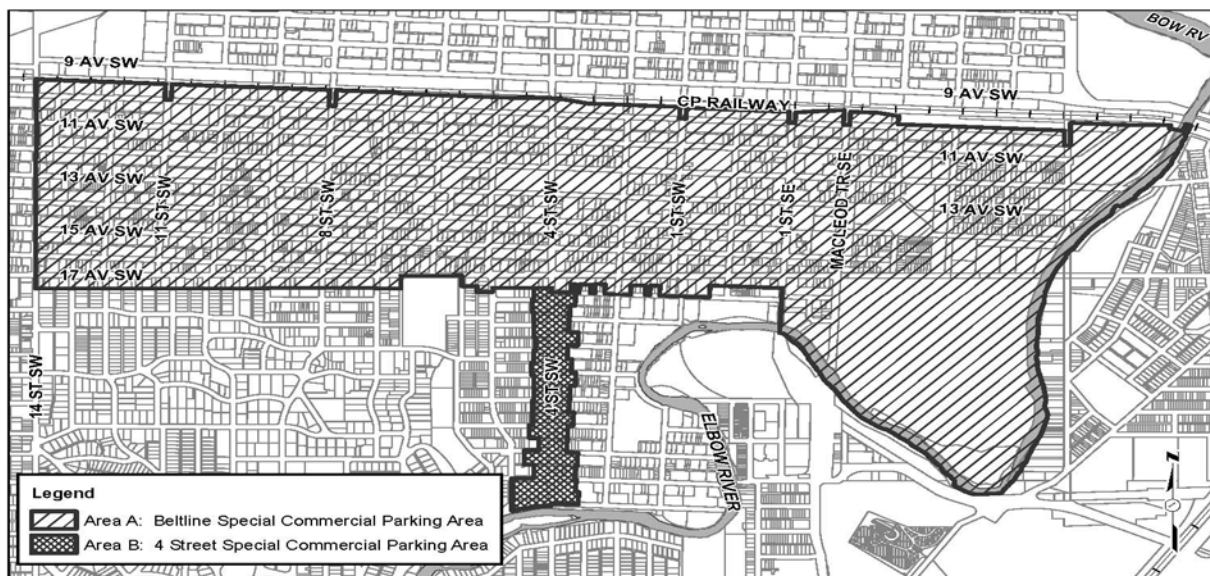 BOW RV
9 AV SW
CP RAILWAY
9 AV SW
11 AV SW
11 AV SW
13 AV SW
11 ST SW
8 ST SW
4 ST SW
1 ST SW
1 ST SE
MACLEOD TR SE
13 AV SW
15 AV SW
17 AV SW
14 ST SW
4 ST SW
ELBOW RIVER
N
Legend
Area A: Beltline Special Commercial Parking Area
Area B: 4 Street Special Commercial Parking Area